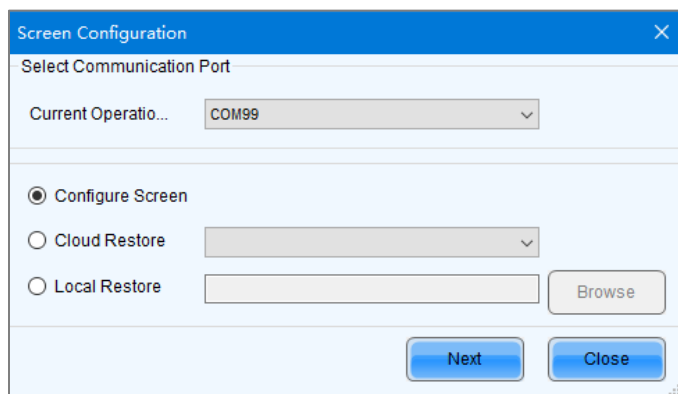 Screen Configuration
Select Communication Port
Current Operatio... COM99
Configure Screen
Cloud Restore
Local Restore Browse
Next Close